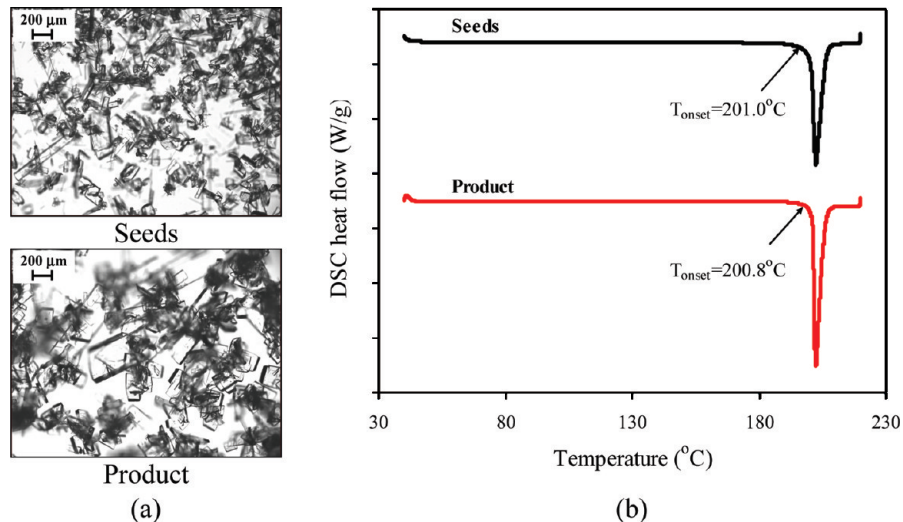 200 μm
Seeds
200 μm
Product
(a)
DSC heat flow (W/g)
Seeds
Tonset=201.0°C
Product
Tonset=200.8°C
30 80 130 180 230
Temperature (°C)
(b)